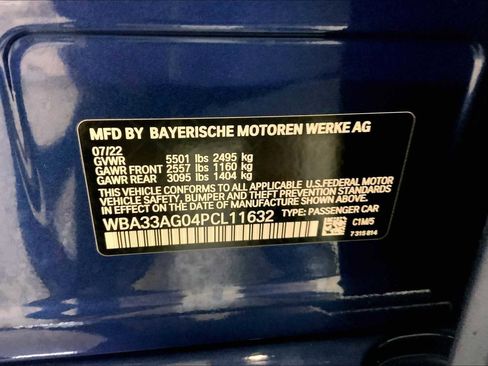 MFD BY BAYERISCHE MOTOREN WERKE AG
07/22
GVWR 5501 lbs 2495 kg
GAWR FRONT 2557 lbs 1160 kg
GAWR REAR 3095 lbs 1404 kg
THIS VEHICLE CONFORMS TO ALL APPLICABLE U.S.FEDERAL MOTOR
VEHICLE SAFETY, BUMPER AND THEFT PREVENTION STANDARDS IN
EFFECT ON THE DATE OF MANUFACTURE SHOWN ABOVE.
WBA33AG04PCL11632 TYPE: PASSENGER CAR
C1M/5
7 315 814